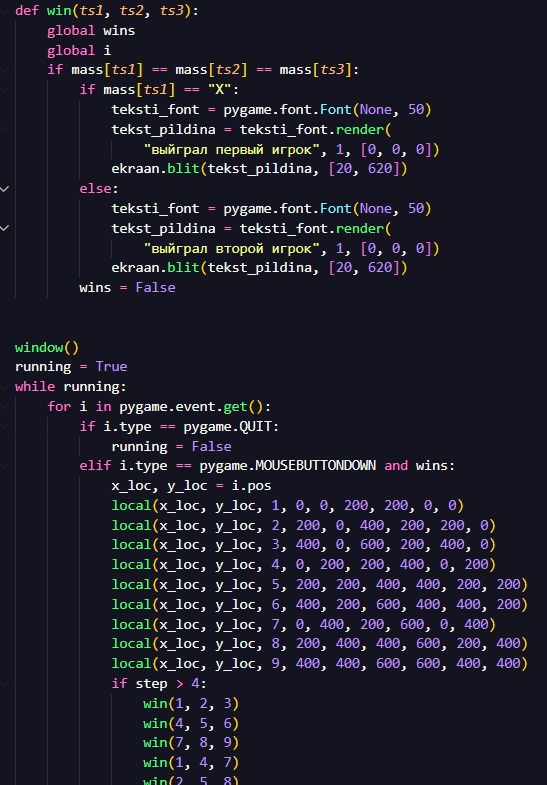 def win(ts1, ts2, ts3):
    global wins
    global i
    if mass[ts1] == mass[ts2] == mass[ts3]:
        if mass[ts1] == "X":
            teksti_font = pygame.font.Font(None, 50)
            tekst_pildina = teksti_font.render(
                "выйграл первый игрок", 1, [0, 0, 0])
            ekraan.blit(tekst_pildina, [20, 620])
        else:
            teksti_font = pygame.font.Font(None, 50)
            tekst_pildina = teksti_font.render(
                "выйграл второй игрок", 1, [0, 0, 0])
            ekraan.blit(tekst_pildina, [20, 620])
        wins = False
window()
running = True
while running:
    for i in pygame.event.get():
        if i.type == pygame.QUIT:
            running = False
        elif i.type == pygame.MOUSEBUTTONDOWN and wins:
            x_loc, y_loc = i.pos
            local(x_loc, y_loc, 1, 0, 0, 200, 200, 0, 0)
            local(x_loc, y_loc, 2, 200, 0, 400, 200, 200, 0)
            local(x_loc, y_loc, 3, 400, 0, 600, 200, 400, 0)
            local(x_loc, y_loc, 4, 0, 200, 200, 400, 0, 200)
            local(x_loc, y_loc, 5, 200, 200, 400, 400, 200, 200)
            local(x_loc, y_loc, 6, 400, 200, 600, 400, 400, 200)
            local(x_loc, y_loc, 7, 0, 400, 200, 600, 0, 400)
            local(x_loc, y_loc, 8, 200, 400, 400, 600, 200, 400)
            local(x_loc, y_loc, 9, 400, 400, 600, 600, 400, 400)
            if step > 4:
                win(1, 2, 3)
                win(4, 5, 6)
                win(7, 8, 9)
                win(1, 4, 7)
                win(2, 5, 8)